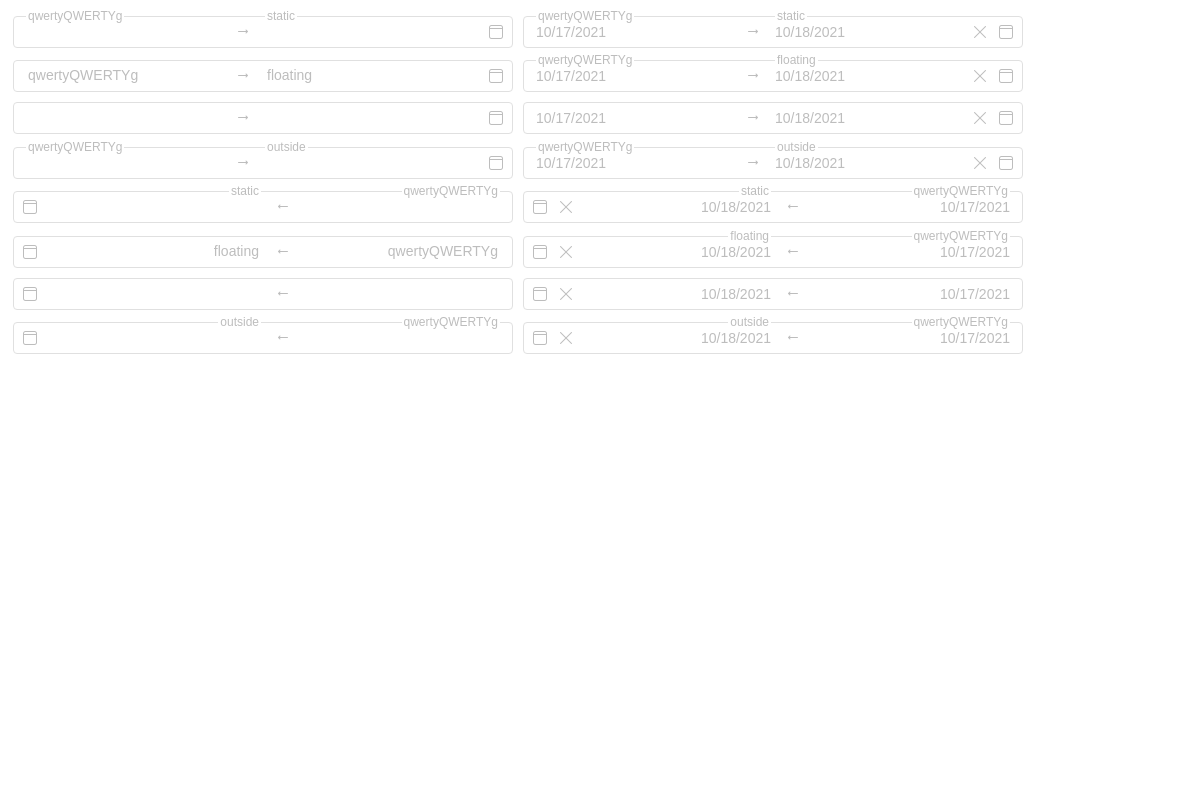 qwertyQWERTYg static qwertyQWERTYg static
→ 10/17/2021 → 10/18/2021
qwertyQWERTYg floating
qwertyQWERTYg → floating 10/17/2021 → 10/18/2021
→ 10/17/2021 → 10/18/2021
qwertyQWERTYg outside qwertyQWERTYg outside
→ 10/17/2021 → 10/18/2021
static qwertyQWERTYg static qwertyQWERTYg
← 10/18/2021 ← 10/17/2021
floating qwertyQWERTYg
floating ← qwertyQWERTYg 10/18/2021 ← 10/17/2021
← 10/18/2021 ← 10/17/2021
outside qwertyQWERTYg outside qwertyQWERTYg
← 10/18/2021 ← 10/17/2021